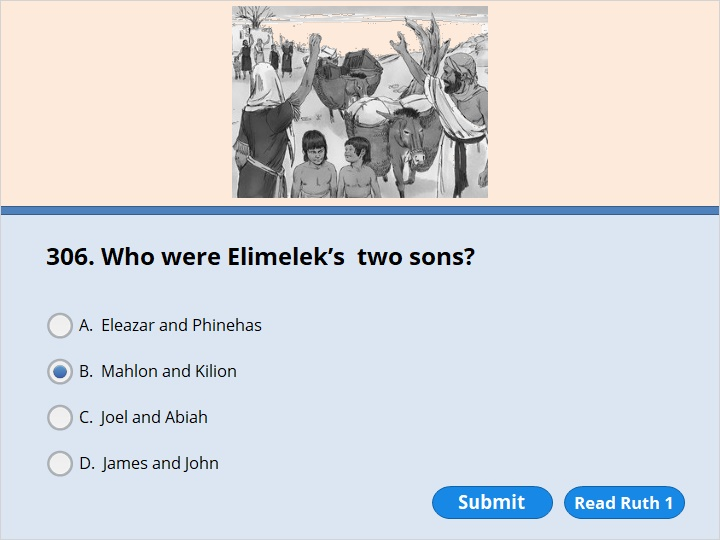 306. Who were Elimelek’s  two sons?
A. Eleazar and Phinehas
B. Mahlon and Kilion
C. Joel and Abiah
D. James and John
Submit
Read Ruth 1